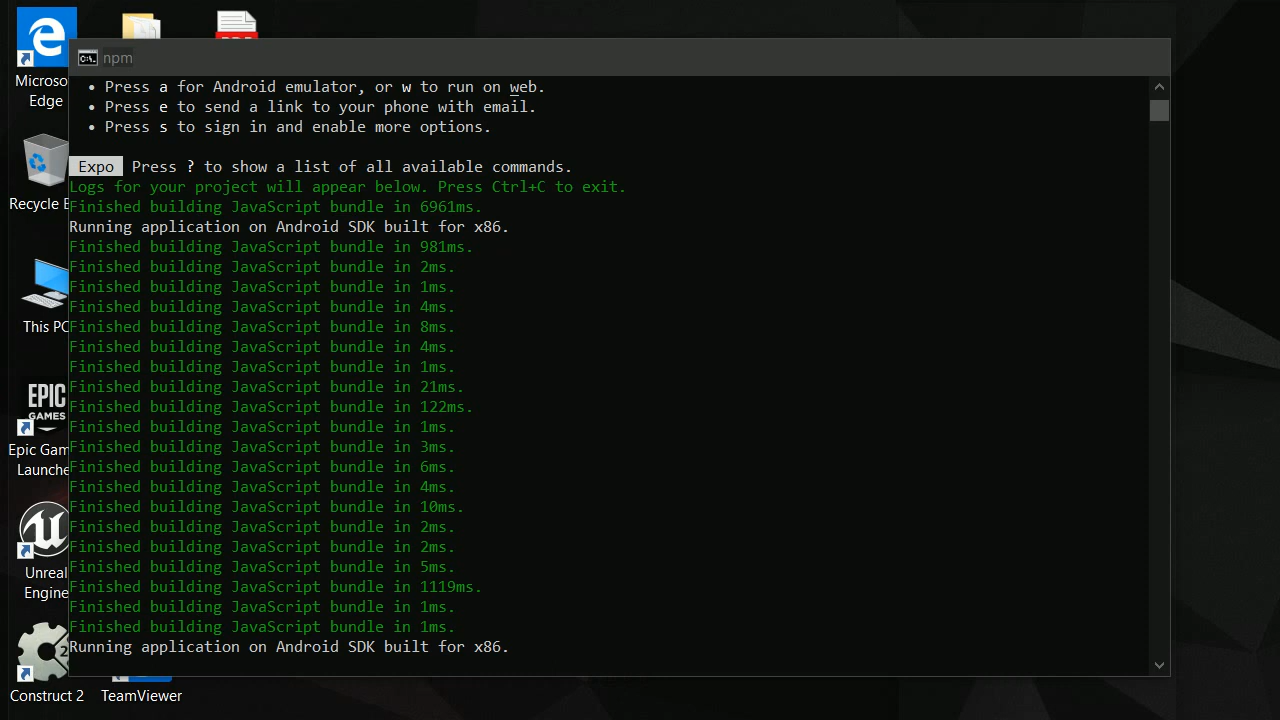 npm
• Press a for Android emulator, or w to run on web.
• Press e to send a link to your phone with email.
• Press s to sign in and enable more options.
Expo Press ? to show a list of all available commands.
Logs for your project will appear below. Press Ctrl+C to exit.
Finished building JavaScript bundle in 6961ms.
Running application on Android SDK built for x86.
Finished building JavaScript bundle in 981ms.
Finished building JavaScript bundle in 2ms.
Finished building JavaScript bundle in 1ms.
Finished building JavaScript bundle in 4ms.
Finished building JavaScript bundle in 8ms.
Finished building JavaScript bundle in 4ms.
Finished building JavaScript bundle in 1ms.
Finished building JavaScript bundle in 21ms.
Finished building JavaScript bundle in 122ms.
Finished building JavaScript bundle in 1ms.
Finished building JavaScript bundle in 3ms.
Finished building JavaScript bundle in 6ms.
Finished building JavaScript bundle in 4ms.
Finished building JavaScript bundle in 10ms.
Finished building JavaScript bundle in 2ms.
Finished building JavaScript bundle in 2ms.
Finished building JavaScript bundle in 5ms.
Finished building JavaScript bundle in 1119ms.
Finished building JavaScript bundle in 1ms.
Finished building JavaScript bundle in 1ms.
Running application on Android SDK built for x86.
Microso
Edge
Recycle
This PC
EPIC
GAMES
Epic Gam
Launche
Unreal
Engine
Construct 2
TeamViewer